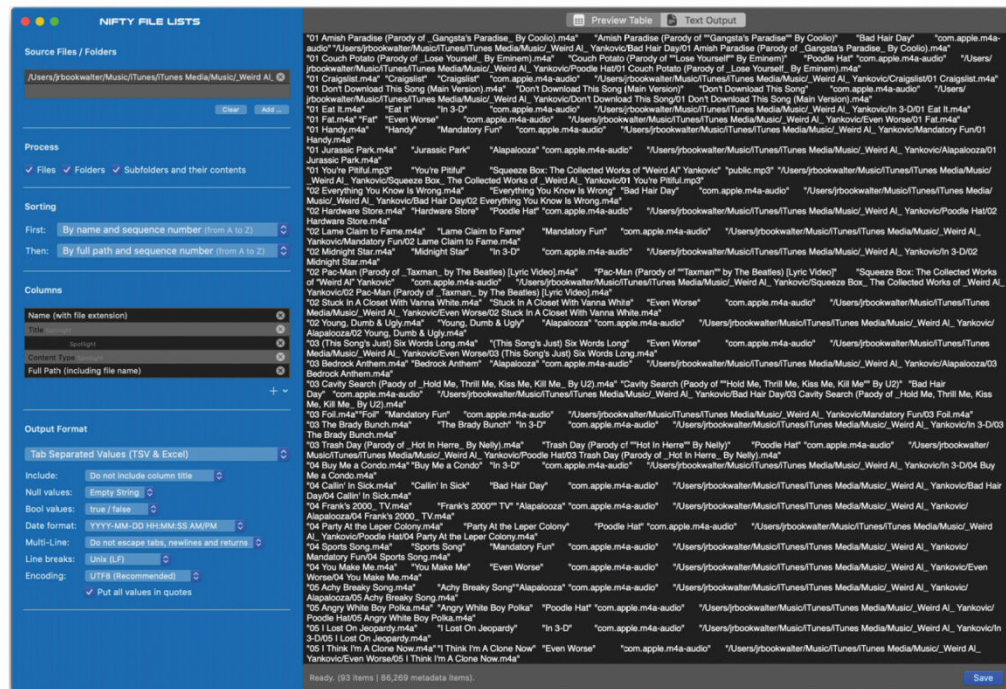 NIFTY FILE LISTS
Source Files / Folders
/Users/jrbookwalter/Music/iTunes/iTunes Media/Music/_Weird Al_
Clear Add ...
Process
Files Folders Subfolders and their contents
Sorting
First: By name and sequence number (from A to Z)
Then: By full path and sequence number (from A to Z)
Columns
Name (with file extension)
Title Spotlight
Spotlight
Content Type Spotlight
Full Path (including file name)
Output Format
Tab Separated Values (TSV & Excel)
Include: Do not include column title
Null values: Empty String
Bool values: true / false
Date format: YYYY-MM-DD HH:MM:SS AM/PM
Multi-Line: Do not escape tabs, newlines and returns
Line breaks: Unix (LF)
Encoding: UTF8 (Recommended)
Put all values in quotes
Preview Table Text Output
"01 Amish Paradise (Parody of _Gangsta's Paradise_ By Coolio).m4a" "Amish Paradise (Parody of ""Gangsta's Paradise"" By Coolio)" "Bad Hair Day" "com.apple.m4a-
audio" "/Users/jrbookwalter/Music/iTunes/iTunes Media/Music/_Weird Al_ Yankovic/Bad Hair Day/01 Amish Paradise (Parody of _Gangsta's Paradise_ By Coolio).m4a"
"01 Couch Potato (Parody of _Lose Yourself_ By Eminem).m4a" "Couch Potato (Parody of ""Lose Yourself"" By Eminem)" "Poodle Hat" "com.apple.m4a-audio" "/Users/
jrbookwalter/Music/iTunes/iTunes Media/Music/_Weird Al_ Yankovic/Poodle Hat/01 Couch Potato (Parody of _Lose Yourself_ By Eminem).m4a"
"01 Craigslist.m4a" "Craigslist" "Craigslist" "com.apple.m4a-audio" "/Users/jrbookwalter/Music/iTunes/iTunes Media/Music/_Weird Al_ Yankovic/Craigslist/01 Craigslist.m4a"
"01 Don't Download This Song (Main Version).m4a" "Don't Download This Song (Main Version)" "Don't Download This Song" "com.apple.m4a-audio" "/Users/
jrbookwalter/Music/iTunes/iTunes Media/Music/_Weird Al_ Yankovic/Don't Download This Song/01 Don't Download This Song (Main Version).m4a"
"01 Eat It.m4a" "Eat It" "In 3-D" "com.apple.m4a-audio" "/Users/jrbookwalter/Music/iTunes/iTunes Media/Music/_Weird Al_ Yankovic/In 3-D/01 Eat It.m4a"
"01 Fat.m4a" "Fat" "Even Worse" "com.apple.m4a-audio" "/Users/jrbookwalter/Music/iTunes/iTunes Media/Music/_Weird Al_ Yankovic/Even Worse/01 Fat.m4a"
"01 Handy.m4a" "Handy" "Mandatory Fun" "com.apple.m4a-audio" "/Users/jrbookwalter/Music/iTunes/iTunes Media/Music/_Weird Al_ Yankovic/Mandatory Fun/01
Handy.m4a"
"01 Jurassic Park.m4a" "Jurassic Park" "Alapalooza" "com.apple.m4a-audio" "/Users/jrbookwalter/Music/iTunes/iTunes Media/Music/_Weird Al_ Yankovic/Alapalooza/01
Jurassic Park.m4a"
"01 You're Pitiful.mp3" "You're Pitiful" "Squeeze Box: The Collected Works of "Weird Al" Yankovic" "public.mp3" "/Users/jrbookwalter/Music/iTunes/iTunes Media/Music/
_Weird Al_ Yankovic/Squeeze Box_ The Collected Works of _Weird Al_ Yankovic/01 You're Pitiful.mp3"
"02 Everything You Know Is Wrong.m4a" "Everything You Know Is Wrong" "Bad Hair Day" "com.apple.m4a-audio" "/Users/jrbookwalter/Music/iTunes/iTunes Media/
Music/_Weird Al_ Yankovic/Bad Hair Day/02 Everything You Know Is Wrong.m4a"
"02 Hardware Store.m4a" "Hardware Store" "Poodle Hat" "com.apple.m4a-audio" "/Users/jrbookwalter/Music/iTunes/iTunes Media/Music/_Weird Al_ Yankovic/Poodle Hat/02
Hardware Store.m4a"
"02 Lame Claim to Fame.m4a" "Lame Claim to Fame" "Mandatory Fun" "com.apple.m4a-audio" "/Users/jrbookwalter/Music/iTunes/iTunes Media/Music/_Weird Al_
Yankovic/Mandatory Fun/02 Lame Claim to Fame.m4a"
"02 Midnight Star.m4a" "Midnight Star" "In 3-D" "com.apple.m4a-audio" "/Users/jrbookwalter/Music/iTunes/iTunes Media/Music/_Weird Al_ Yankovic/In 3-D/02
Midnight Star.m4a"
"02 Pac-Man (Parody of _Taxman_ by The Beatles) [Lyric Video].m4a" "Pac-Man (Parody of ""Taxman"" by The Beatles) [Lyric Video]" "Squeeze Box: The Collected Works
of "Weird Al" Yankovic" "com.apple.m4a-audio" "/Users/jrbookwalter/Music/iTunes/iTunes Media/Music/_Weird Al_ Yankovic/Squeeze Box_ The Collected Works of _Weird Al_
Yankovic/02 Pac-Man (Parody of _Taxman_ by The Beatles) [Lyric Video].m4a"
"02 Stuck In A Closet With Vanna White.m4a" "Stuck In A Closet With Vanna White" "Even Worse" "com.apple.m4a-audio" "/Users/jrbookwalter/Music/iTunes/iTunes
Media/Music/_Weird Al_ Yankovic/Even Worse/02 Stuck In A Closet With Vanna White.m4a"
"02 Young, Dumb & Ugly.m4a" "Young, Dumb & Ugly" "Alapalooza" "com.apple.m4a-audio" "/Users/jrbookwalter/Music/iTunes/iTunes Media/Music/_Weird Al_ Yankovic/
Alapalooza/02 Young, Dumb & Ugly.m4a"
"03 (This Song's Just) Six Words Long.m4a" "(This Song's Just) Six Words Long" "Even Worse" "com.apple.m4a-audio" "/Users/jrbookwalter/Music/iTunes/iTunes
Media/Music/_Weird Al_ Yankovic/Even Worse/03 (This Song's Just) Six Words Long.m4a"
"03 Bedrock Anthem.m4a" "Bedrock Anthem" "Alapalooza" "com.apple.m4a-audio" "/Users/jrbookwalter/Music/iTunes/iTunes Media/Music/_Weird Al_ Yankovic/Alapalooza/03
Bedrock Anthem.m4a"
"03 Cavity Search (Paody of _Hold Me, Thrill Me, Kiss Me, Kill Me_ By U2).m4a" "Cavity Search (Paody of ""Hold Me, Thrill Me, Kiss Me, Kill Me"" By U2)" "Bad Hair
Day" "com.apple.m4a-audio" "/Users/jrbookwalter/Music/iTunes/iTunes Media/Music/_Weird Al_ Yankovic/Bad Hair Day/03 Cavity Search (Paody of _Hold Me, Thrill Me, Kiss
Me, Kill Me_ By U2).m4a"
"03 Foil.m4a" "Foil" "Mandatory Fun" "com.apple.m4a-audio" "/Users/jrbookwalter/Music/iTunes/iTunes Media/Music/_Weird Al_ Yankovic/Mandatory Fun/03 Foil.m4a"
"03 The Brady Bunch.m4a" "The Brady Bunch" "In 3-D" "com.apple.m4a-audio" "/Users/jrbookwalter/Music/iTunes/iTunes Media/Music/_Weird Al_ Yankovic/In 3-D/03
The Brady Bunch.m4a"
"03 Trash Day (Parody of _Hot In Herre_ By Nelly).m4a" "Trash Day (Parody of ""Hot In Herre"" By Nelly)" "Poodle Hat" "com.apple.m4a-audio" "/Users/jrbookwalter/
Music/iTunes/iTunes Media/Music/_Weird Al_ Yankovic/Poodle Hat/03 Trash Day (Parody of _Hot In Herre_ By Nelly).m4a"
"04 Buy Me a Condo.m4a" "Buy Me a Condo" "In 3-D" "com.apple.m4a-audio" "/Users/jrbookwalter/Music/iTunes/iTunes Media/Music/_Weird Al_ Yankovic/In 3-D/04 Buy
Me a Condo.m4a"
"04 Callin' In Sick.m4a" "Callin' In Sick" "Bad Hair Day" "com.apple.m4a-audio" "/Users/jrbookwalter/Music/iTunes/iTunes Media/Music/_Weird Al_ Yankovic/Bad Hair
Day/04 Callin' In Sick.m4a"
"04 Frank's 2000_ TV.m4a" "Frank's 2000"" TV" "Alapalooza" "com.apple.m4a-audio" "/Users/jrbookwalter/Music/iTunes/iTunes Media/Music/_Weird Al_ Yankovic/
Alapalooza/04 Frank's 2000_ TV.m4a"
"04 Party At the Leper Colony.m4a" "Party At the Leper Colony" "Poodle Hat" "com.apple.m4a-audio" "/Users/jrbookwalter/Music/iTunes/iTunes Media/Music/_Weird
Al_ Yankovic/Poodle Hat/04 Party At the Leper Colony.m4a"
"04 Sports Song.m4a" "Sports Song" "Mandatory Fun" "com.apple.m4a-audio" "/Users/jrbookwalter/Music/iTunes/iTunes Media/Music/_Weird Al_ Yankovic/
Mandatory Fun/04 Sports Song.m4a"
"04 You Make Me.m4a" "You Make Me" "Even Worse" "com.apple.m4a-audio" "/Users/jrbookwalter/Music/iTunes/iTunes Media/Music/_Weird Al_ Yankovic/Even
Worse/04 You Make Me.m4a"
"05 Achy Breaky Song.m4a" "Achy Breaky Song" "Alapalooza" "com.apple.m4a-audio" "/Users/jrbookwalter/Music/iTunes/iTunes Media/Music/_Weird Al_ Yankovic/
Alapalooza/05 Achy Breaky Song.m4a"
"05 Angry White Boy Polka.m4a" "Angry White Boy Polka" "Poodle Hat" "com.apple.m4a-audio" "/Users/jrbookwalter/Music/iTunes/iTunes Media/Music/_Weird Al_ Yankovic/
Poodle Hat/05 Angry White Boy Polka.m4a"
"05 I Lost On Jeopardy.m4a" "I Lost On Jeopardy" "In 3-D" "com.apple.m4a-audio" "/Users/jrbookwalter/Music/iTunes/iTunes Media/Music/_Weird Al_ Yankovic/In
3-D/05 I Lost On Jeopardy.m4a"
"05 I Think I'm A Clone Now.m4a" "I Think I'm A Clone Now" "Even Worse" "com.apple.m4a-audio" "/Users/jrbookwalter/Music/iTunes/iTunes Media/Music/_Weird Al_
Yankovic/Even Worse/05 I Think I'm A Clone Now.m4a"
Ready. (93 items | 86,269 metadata items).
Save